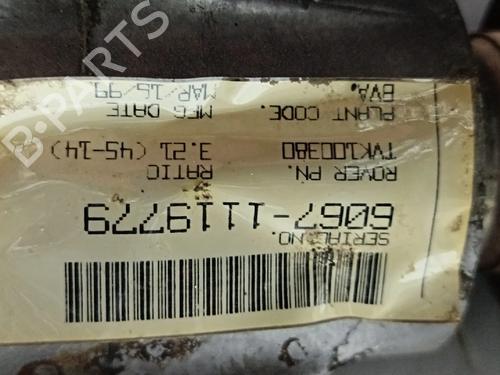 SERIAL NO.
6067-1119779
ROVER PN. RATIO
TVK100380 3.21 (45-14)
PLANT CODE. MFG DATE
BVA. MAR/16/99
B-PARTS